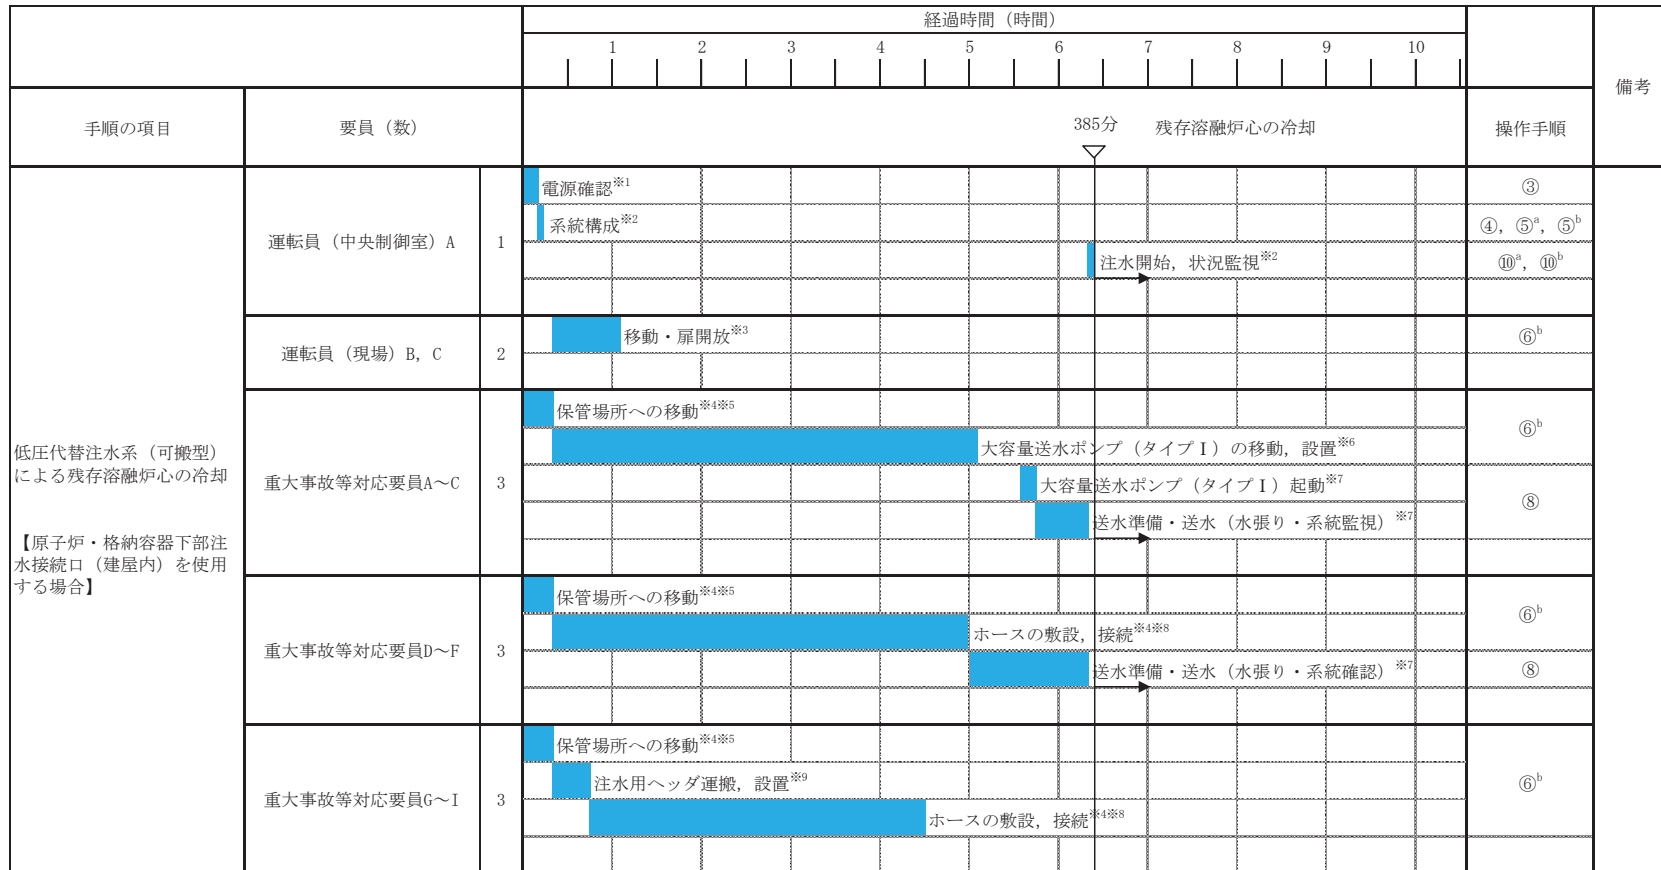 経過時間（時間）
1 2 3 4 5 6 7 8 9 10
備考
手順の項目 要員（数） 385分 残存溶融炉心の冷却 操作手順
低圧代替注水系（可搬型）
による残存溶融炉心の冷却
【原子炉・格納容器下部注
水接続口（建屋内）を使用
する場合】
運転員（中央制御室）A 1
電源確認※1 ③
系統構成※2 ④，⑤a，⑤b
注水開始，状況監視※2 ⑩a，⑩b
運転員（現場）B，C 2
移動・扉開放※3 ⑥b
重大事故等対応要員A～C 3
保管場所への移動※4※5
⑥b
大容量送水ポンプ（タイプⅠ）の移動，設置※6
大容量送水ポンプ（タイプⅠ）起動※7
⑧
送水準備・送水（水張り・系統監視）※7
重大事故等対応要員D～F 3
保管場所への移動※4※5
⑥b
ホースの敷設，接続※4※8
送水準備・送水（水張り・系統確認）※7 ⑧
重大事故等対応要員G～I 3
保管場所への移動※4※5
注水用ヘッダ運搬，設置※9 ⑥b
ホースの敷設，接続※4※8